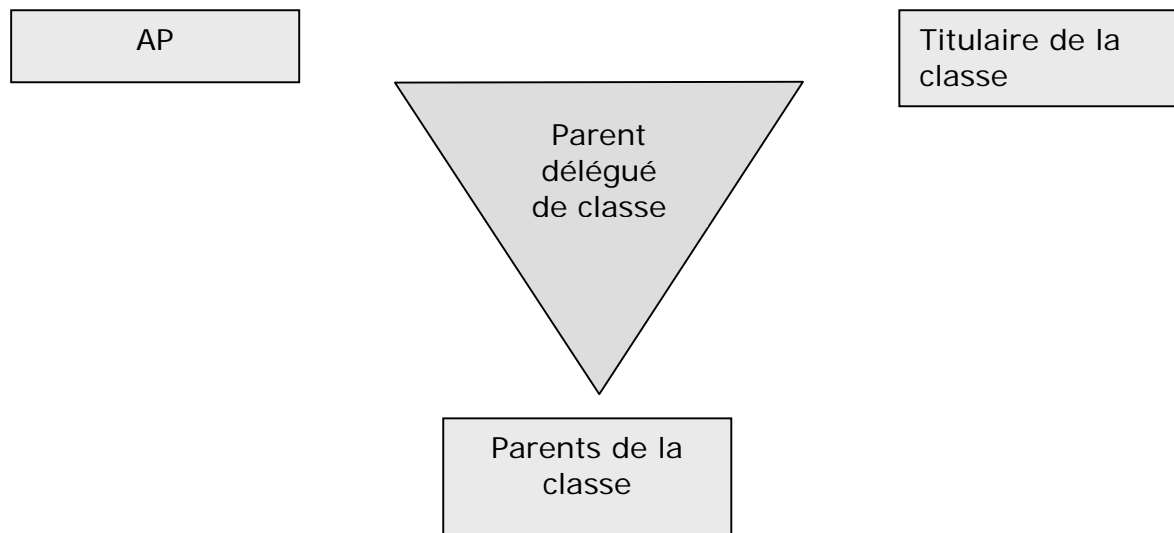 AP
Titulaire de la
classe
Parent
délégué
de classe
Parents de la
classe